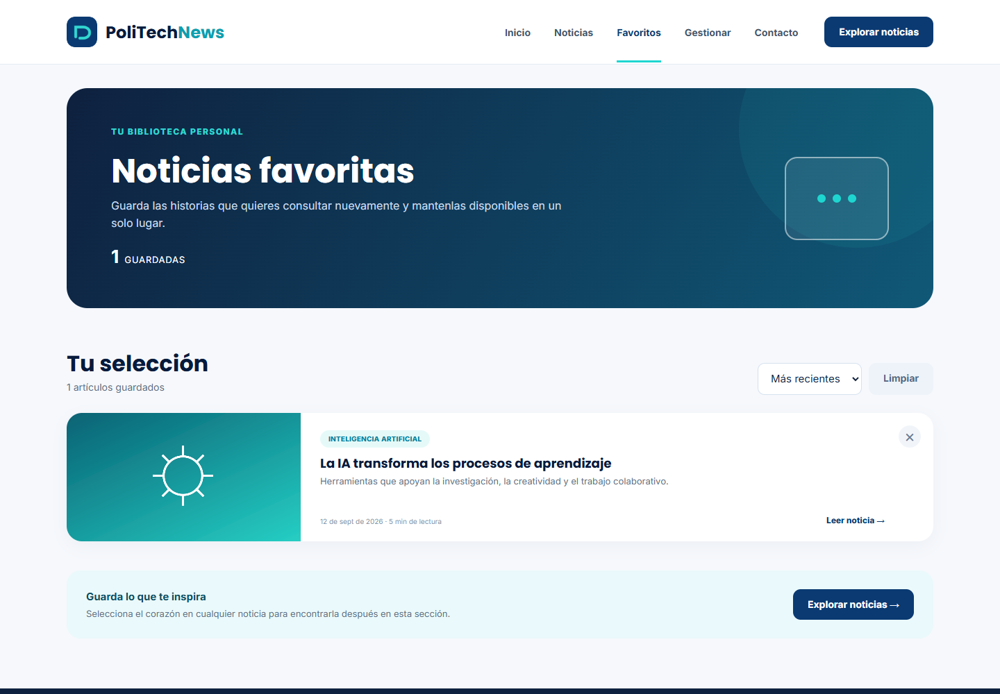 PoliTechNews
Inicio
Noticias
Favoritos
Gestionar
Contacto
Explorar noticias
TU BIBLIOTECA PERSONAL
Noticias favoritas
Guarda las historias que quieres consultar nuevamente y mantenlas disponibles en un
solo lugar.
1 GUARDADAS
Tu selección
1 artículos guardados
Más recientes
Limpiar
INTELIGENCIA ARTIFICIAL
La IA transforma los procesos de aprendizaje
Herramientas que apoyan la investigación, la creatividad y el trabajo colaborativo.
12 de sept de 2026 · 5 min de lectura
Leer noticia →
Guarda lo que te inspira
Selecciona el corazón en cualquier noticia para encontrarla después en esta sección.
Explorar noticias →